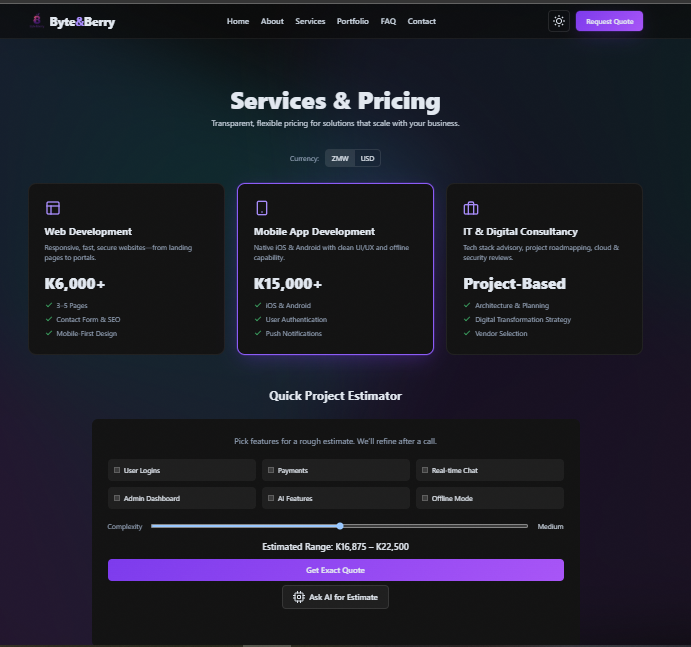 Byte&Berry
Home About Services Portfolio FAQ Contact
Request Quote
Services & Pricing
Transparent, flexible pricing for solutions that scale with your business.
Currency: ZMW USD
Web Development
Responsive, fast, secure websites—from landing
pages to portals.
K6,000+
3–5 Pages
Contact Form & SEO
Mobile-First Design
Mobile App Development
Native iOS & Android with clean UI/UX and offline
capability.
K15,000+
iOS & Android
User Authentication
Push Notifications
IT & Digital Consultancy
Tech stack advisory, project roadmapping, cloud &
security reviews.
Project-Based
Architecture & Planning
Digital Transformation Strategy
Vendor Selection
Quick Project Estimator
Pick features for a rough estimate. We'll refine after a call.
User Logins Payments Real-time Chat
Admin Dashboard AI Features Offline Mode
Complexity Medium
Estimated Range: K16,875 – K22,500
Get Exact Quote
Ask AI for Estimate